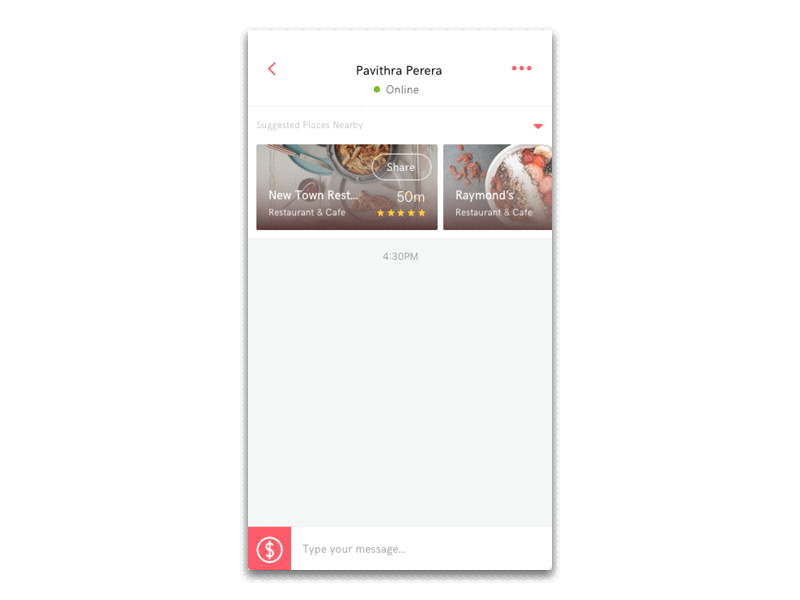 Pavithra Perera
Online
Suggested Places Nearby
Share
New Town Rest...
50m
Restaurant & Cafe
Raymond's
Restaurant & Cafe
4:30PM
$
Type your message...